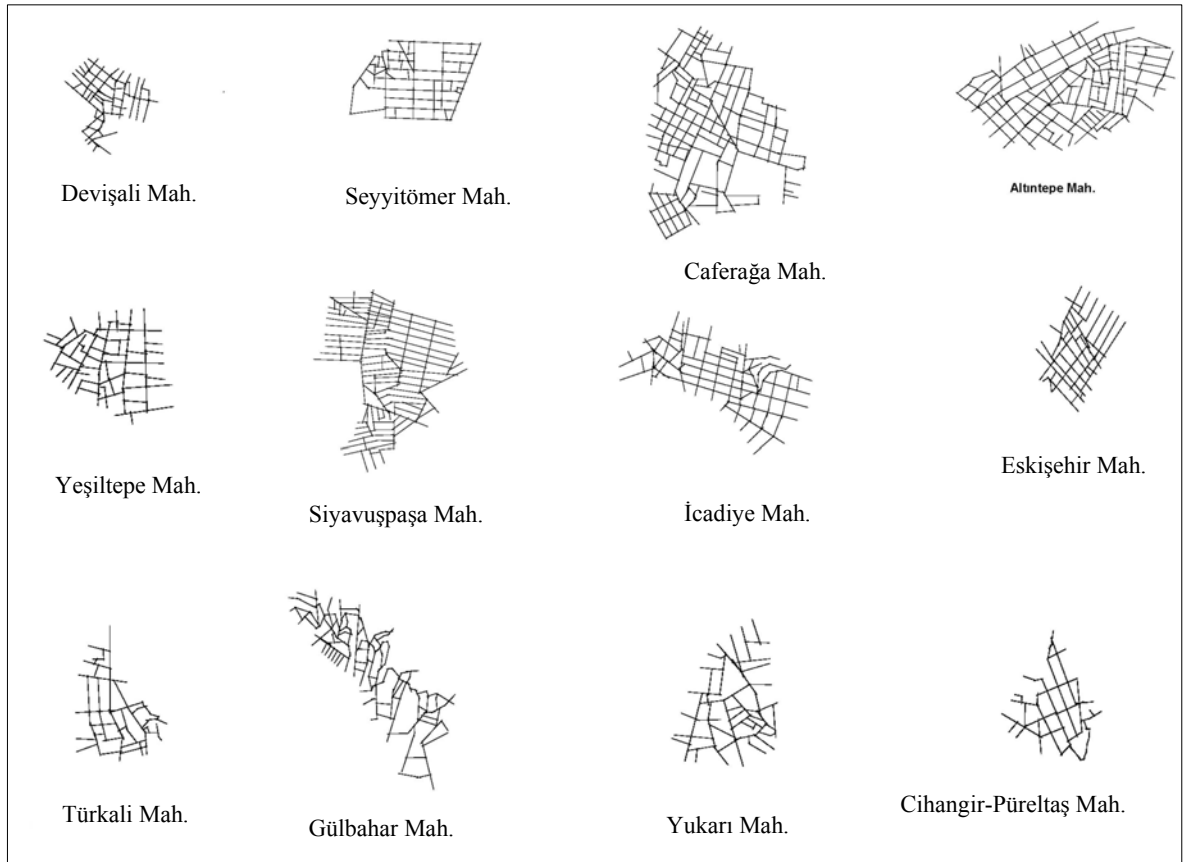 Devişali Mah.
Seyyitömer Mah.
Caferağa Mah.
Altıntepe Mah.
Yeşiltepe Mah.
Siyavuşpaşa Mah.
İcadiye Mah.
Eskişehir Mah.
Türkali Mah.
Gülbahar Mah.
Yukarı Mah.
Cihangir-Püreltaş Mah.